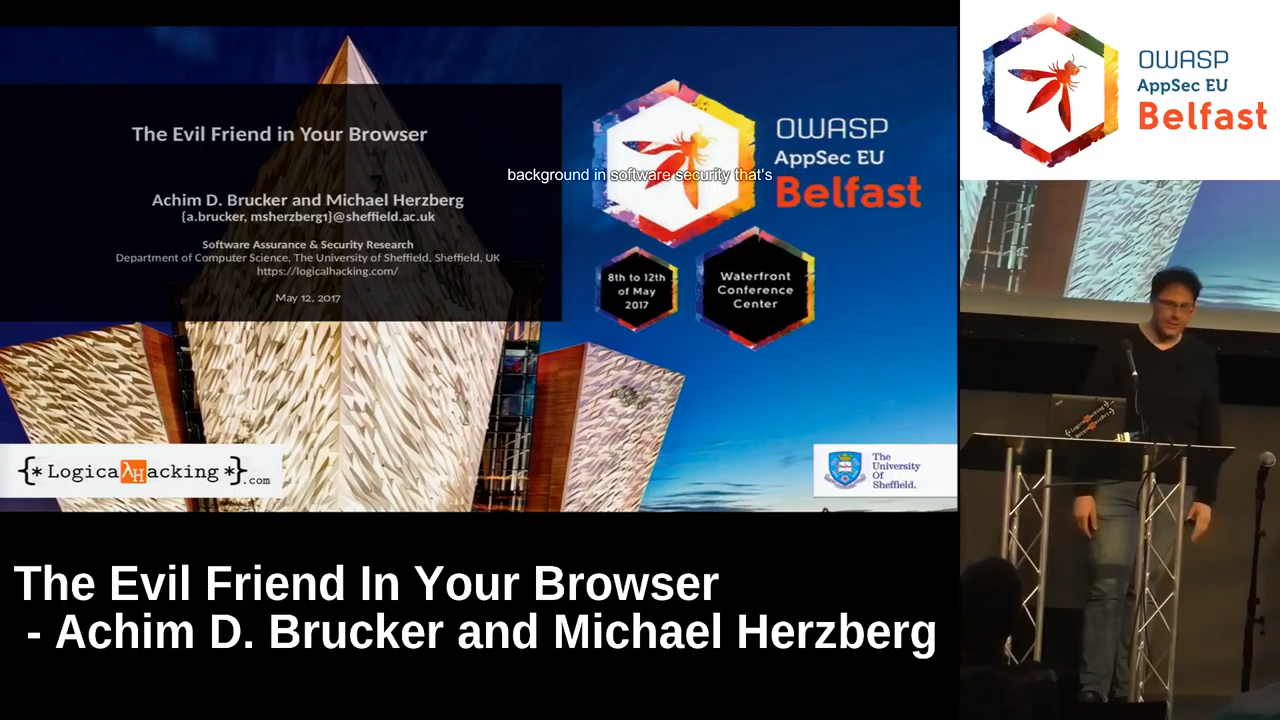 The Evil Friend in Your Browser
Achim D. Brucker and Michael Herzberg
{a.brucker, msherzberg1}@sheffield.ac.uk
Software Assurance & Security Research
Department of Computer Science, The University of Sheffield, Sheffield, UK
https://logicalhacking.com/
May 12, 2017
OWASP
AppSec EU
Belfast
background in software security that's
8th to 12th
of May
2017
Waterfront
Conference
Center
{* LogicaλHacking *}.com
The
University
Of
Sheffield.
OWASP
AppSec EU
Belfast
The Evil Friend In Your Browser
- Achim D. Brucker and Michael Herzberg